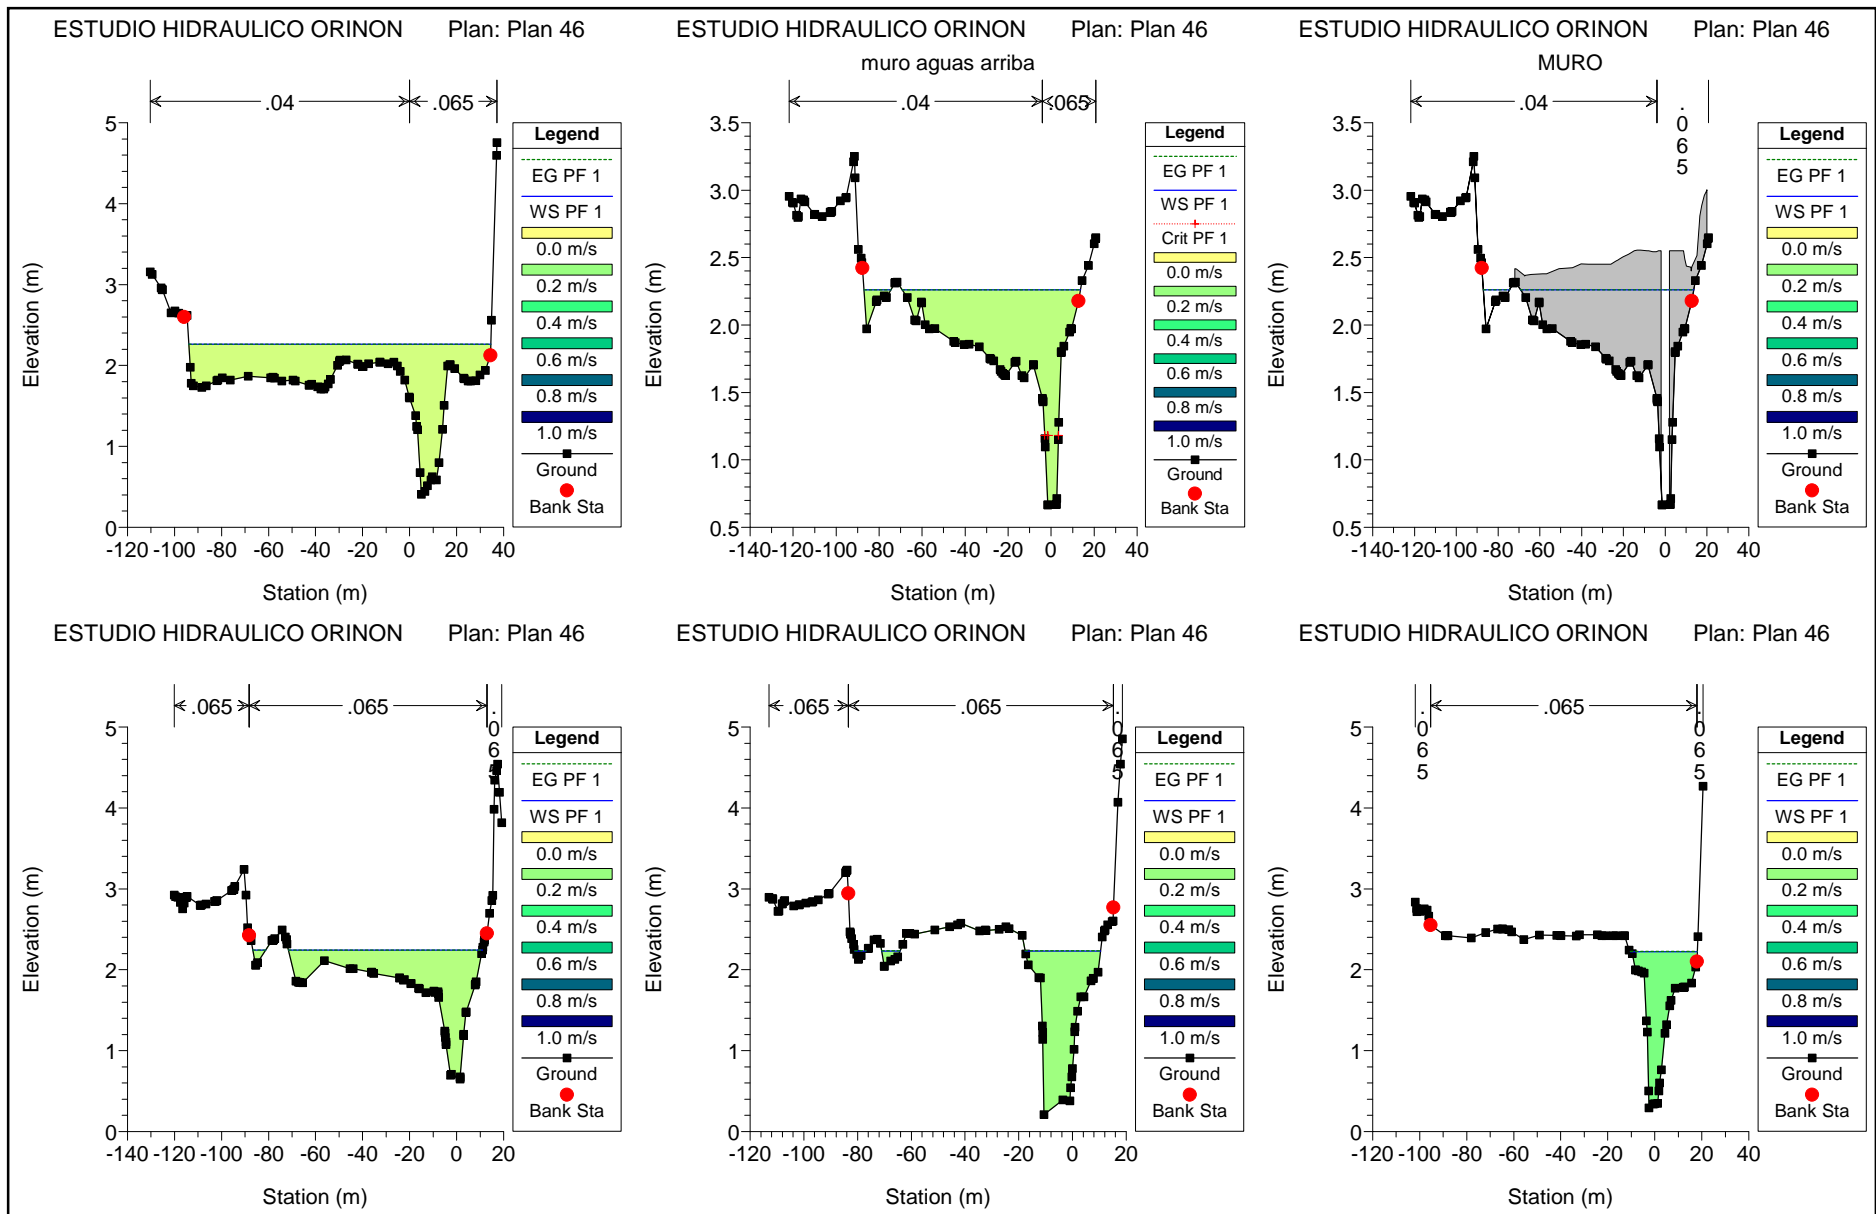 ESTUDIO HIDRAULICO ORINON Plan: Plan 46
.04 .065
Elevation (m)
5
4
3
2
1
0
-120 -100 -80 -60 -40 -20 0 20 40
Station (m)
Legend
EG PF 1
WS PF 1
0.0 m/s
0.2 m/s
0.4 m/s
0.6 m/s
0.8 m/s
1.0 m/s
Ground
Bank Sta
ESTUDIO HIDRAULICO ORINON Plan: Plan 46
muro aguas arriba
.04 .065
Elevation (m)
3.5
3.0
2.5
2.0
1.5
1.0
0.5
-140 -120 -100 -80 -60 -40 -20 0 20 40
Station (m)
Legend
EG PF 1
WS PF 1
Crit PF 1
0.0 m/s
0.2 m/s
0.4 m/s
0.6 m/s
0.8 m/s
1.0 m/s
Ground
Bank Sta
ESTUDIO HIDRAULICO ORINON Plan: Plan 46
MURO
.04 .065
Elevation (m)
3.5
3.0
2.5
2.0
1.5
1.0
0.5
-140 -120 -100 -80 -60 -40 -20 0 20 40
Station (m)
Legend
EG PF 1
WS PF 1
0.0 m/s
0.2 m/s
0.4 m/s
0.6 m/s
0.8 m/s
1.0 m/s
Ground
Bank Sta
ESTUDIO HIDRAULICO ORINON Plan: Plan 46
.065 .065 .065
Elevation (m)
5
4
3
2
1
0
-140 -120 -100 -80 -60 -40 -20 0 20
Station (m)
Legend
EG PF 1
WS PF 1
0.0 m/s
0.2 m/s
0.4 m/s
0.6 m/s
0.8 m/s
1.0 m/s
Ground
Bank Sta
ESTUDIO HIDRAULICO ORINON Plan: Plan 46
.065 .065 .065
Elevation (m)
5
4
3
2
1
0
-120 -100 -80 -60 -40 -20 0 20
Station (m)
Legend
EG PF 1
WS PF 1
0.0 m/s
0.2 m/s
0.4 m/s
0.6 m/s
0.8 m/s
1.0 m/s
Ground
Bank Sta
ESTUDIO HIDRAULICO ORINON Plan: Plan 46
.065 .065 .065
Elevation (m)
5
4
3
2
1
0
-120 -100 -80 -60 -40 -20 0 20 40
Station (m)
Legend
EG PF 1
WS PF 1
0.0 m/s
0.2 m/s
0.4 m/s
0.6 m/s
0.8 m/s
1.0 m/s
Ground
Bank Sta